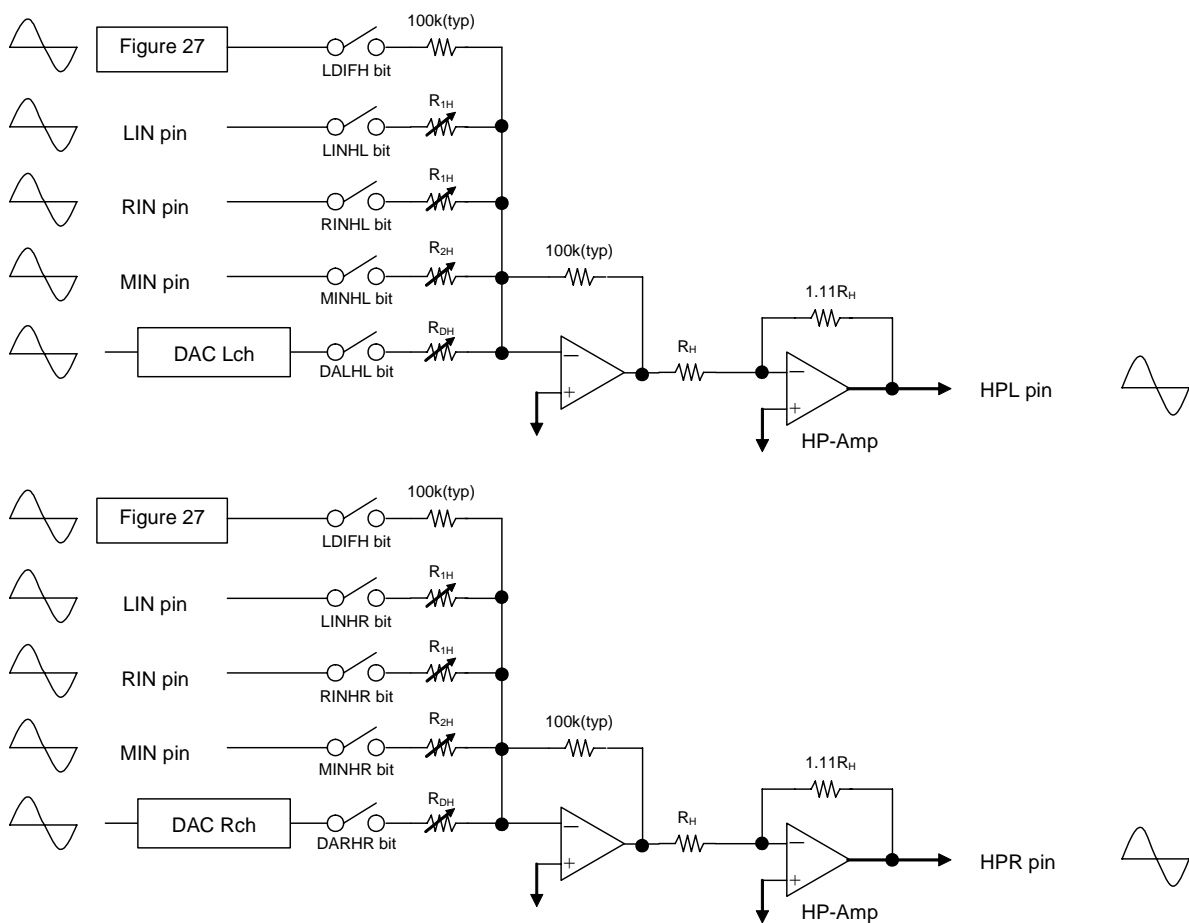 100k(typ)
Figure 27
LDIFH bit
R1H
LIN pin
LINHL bit
R1H
RIN pin
RINHL bit
R2H
100k(typ)
MIN pin
MINHL bit
1.11RH
RDH
RH
DAC Lch
DALHL bit
−
+
−
+
HPL pin
HP-Amp
100k(typ)
Figure 27
LDIFH bit
R1H
LIN pin
LINHR bit
R1H
RIN pin
RINHR bit
R2H
100k(typ)
MIN pin
MINHR bit
1.11RH
RDH
RH
DAC Rch
DARHR bit
−
+
−
+
HPR pin
HP-Amp